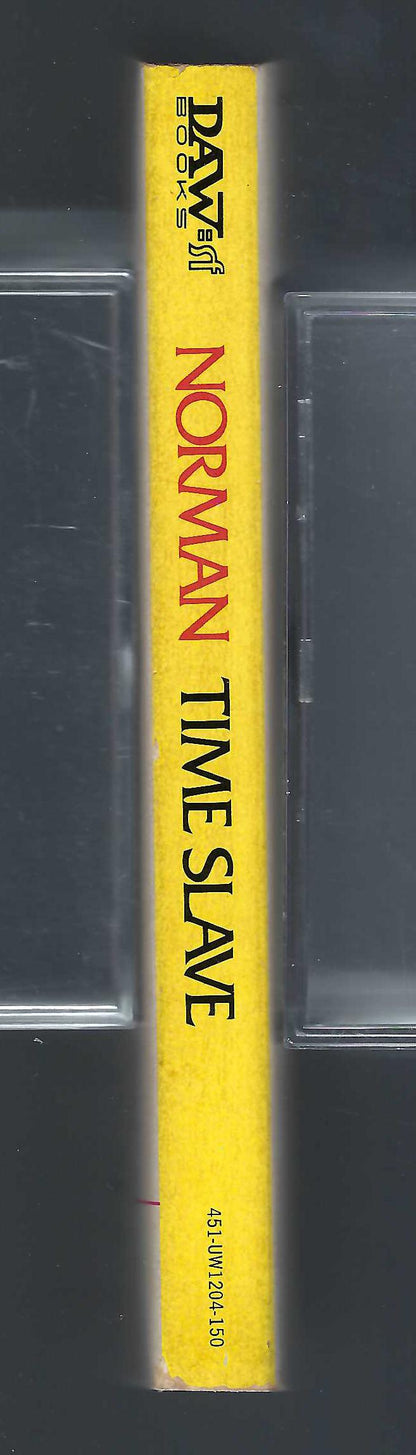 DAW
BOOKS
sf
NORMAN TIME SLAVE
451-UW1204-150